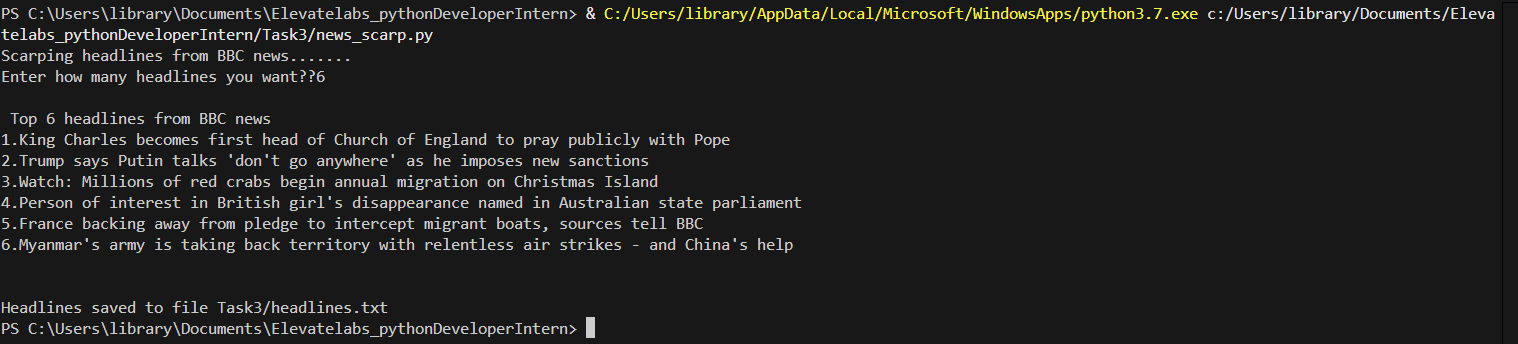 PS C:\Users\library\Documents\Elevatelabs_pythonDeveloperIntern> & C:/Users/library/AppData/Local/Microsoft/WindowsApps/python3.7.exe c:/Users/library/Documents/Eleva
telabs_pythonDeveloperIntern/Task3/news_scarp.py
Scarping headlines from BBC news.......
Enter how many headlines you want??6
Top 6 headlines from BBC news
1.King Charles becomes first head of Church of England to pray publicly with Pope
2.Trump says Putin talks 'don't go anywhere' as he imposes new sanctions
3.Watch: Millions of red crabs begin annual migration on Christmas Island
4.Person of interest in British girl's disappearance named in Australian state parliament
5.France backing away from pledge to intercept migrant boats, sources tell BBC
6.Myanmar's army is taking back territory with relentless air strikes - and China's help
Headlines saved to file Task3/headlines.txt
PS C:\Users\library\Documents\Elevatelabs_pythonDeveloperIntern>